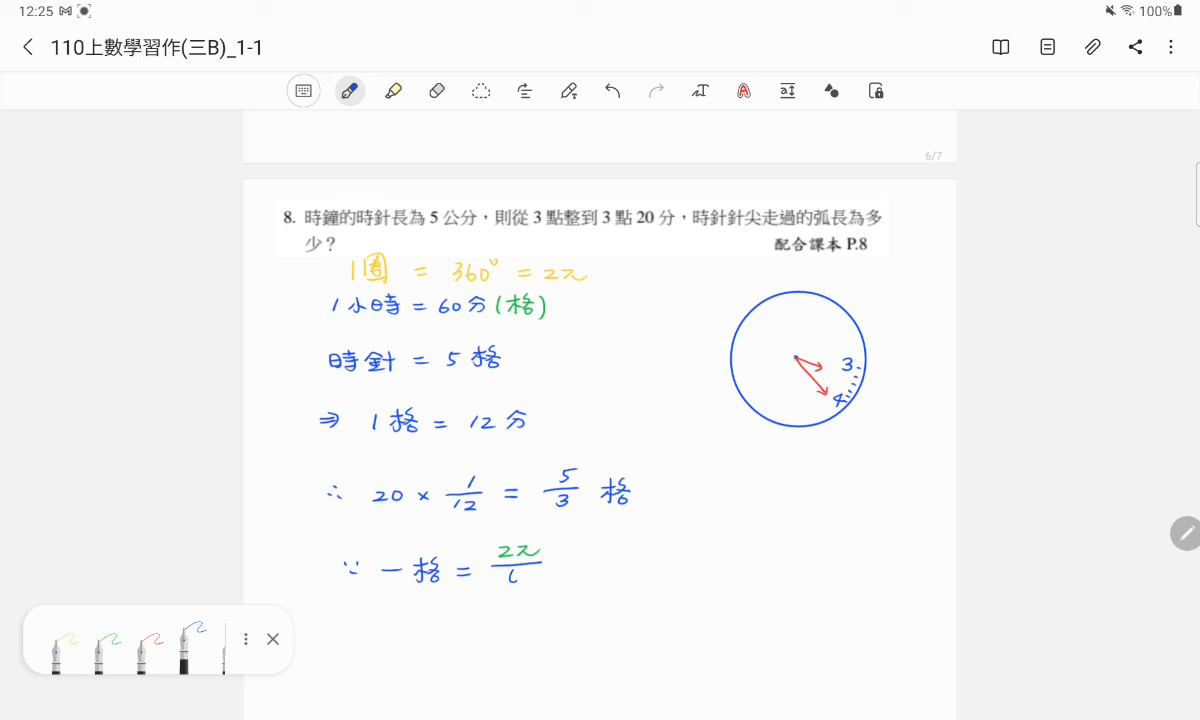 12:25 100%
110上數學習作(三B)_1-1
6/7
8. 時鐘的時針長為 5 公分，則從 3 點整到 3 點 20 分，時針針尖走過的弧長為多
少？ 配合課本 P.8
1圈 = 360° = 2π
1小時 = 60分(格)
時針 = 5 格
3
4
⇒ 1格 = 12分
∴ 20 × 1/12 = 5/3 格
∵ 一格 = 2π/